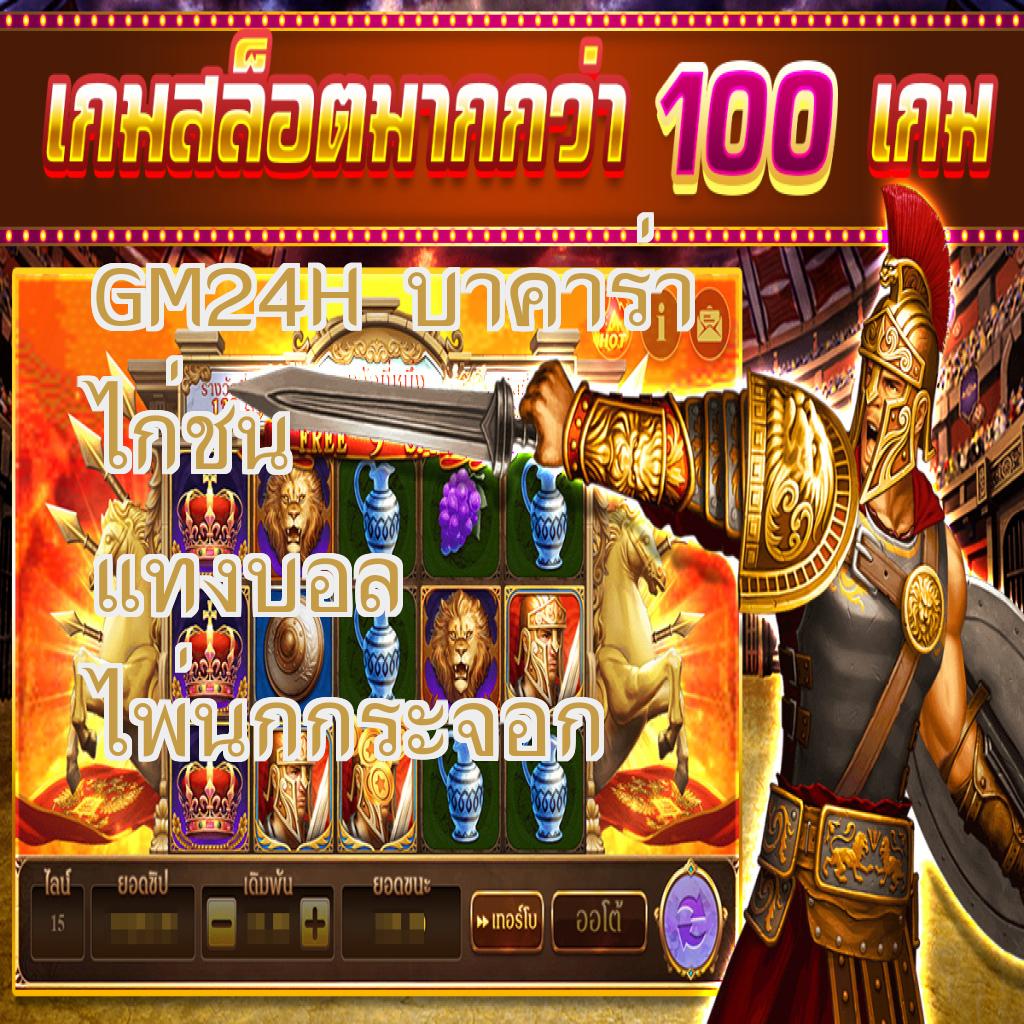 เกมสล็อตมากกว่า 100 เกม
GM24H บาคาร่า
HOT
ไก่ชน
FREE
แทงบอล
ไพ่นกกระจอก
ไลน์ ยอดชิป เดิมพัน ยอดชนะ
15 เทอร์โบ ออโต้